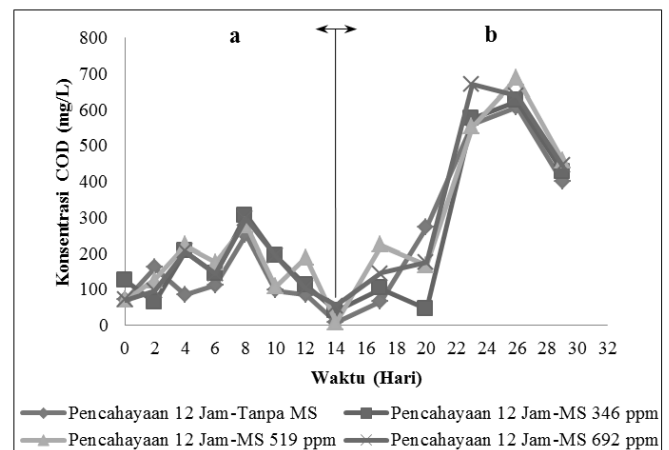 a b
800
700
600
500
400
300
200
100
0
Konsentrasi COD (mg/L)
0 2 4 6 8 10 12 14 16 18 20 22 24 26 28 30 32
Waktu (Hari)
Pencahayaan 12 Jam-Tanpa MS Pencahayaan 12 Jam-MS 346 ppm
Pencahayaan 12 Jam-MS 519 ppm Pencahayaan 12 Jam-MS 692 ppm